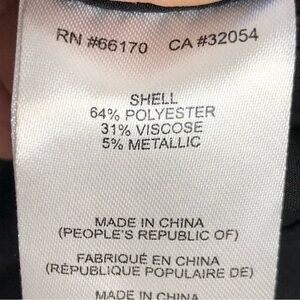 RN #66170 CA #32054
SHELL
64% POLYESTER
31% VISCOSE
5% METALLIC
MADE IN CHINA
(PEOPLE'S REPUBLIC OF)
FABRIQUÉ EN CHINA
(RÉPUBLIQUE POPULAIRE DE)
MADE IN CHINA